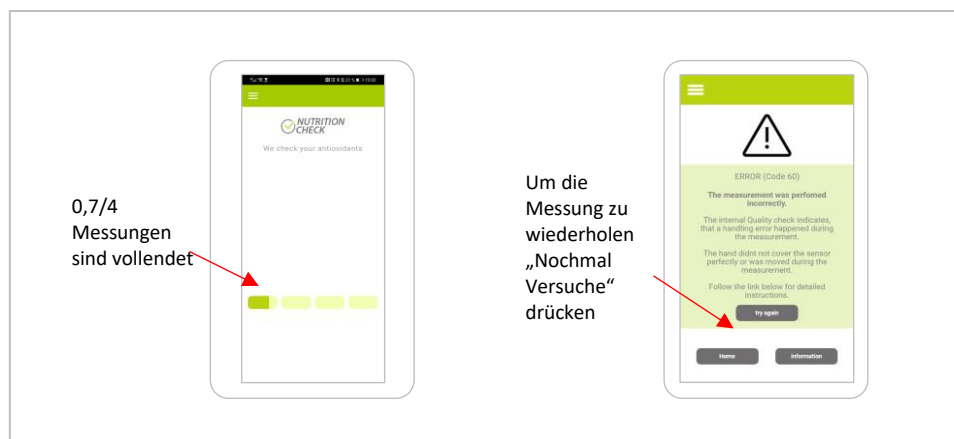 NUTRITION
CHECK
We check your antioxidants
0,7/4
Messungen
sind vollendet
Um die
Messung zu
wiederholen
„Nochmal
Versuche“
drücken
ERROR (Code 60)
The measurement was perfomed
incorrectly.
The internal Quality check indicates,
that a handling error happened during
the measurement.
The hand didnt not cover the sensor
perfectly or was moved during the
measurement.
Follow the link below for detailed
instructions.
try again
Home
information